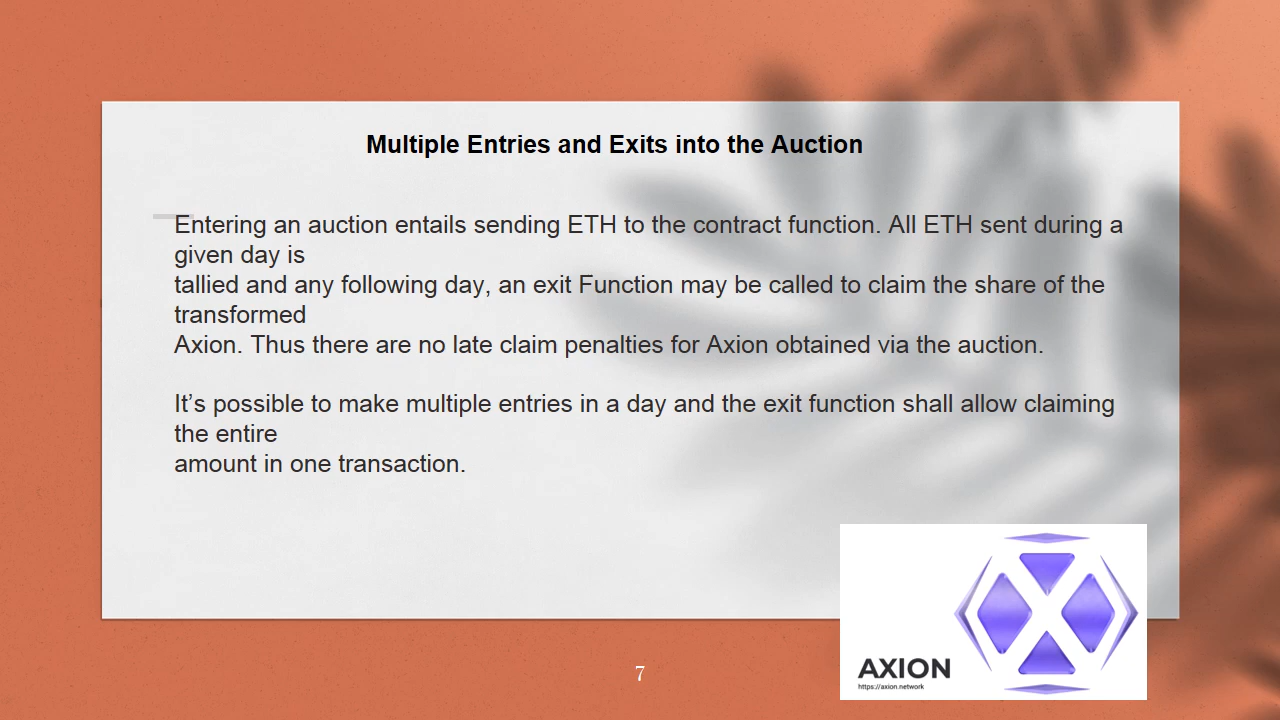 Multiple Entries and Exits into the Auction
Entering an auction entails sending ETH to the contract function. All ETH sent during a
given day is
tallied and any following day, an exit Function may be called to claim the share of the
transformed
Axion. Thus there are no late claim penalties for Axion obtained via the auction.
It’s possible to make multiple entries in a day and the exit function shall allow claiming
the entire
amount in one transaction.
AXION
https://axion.network
7